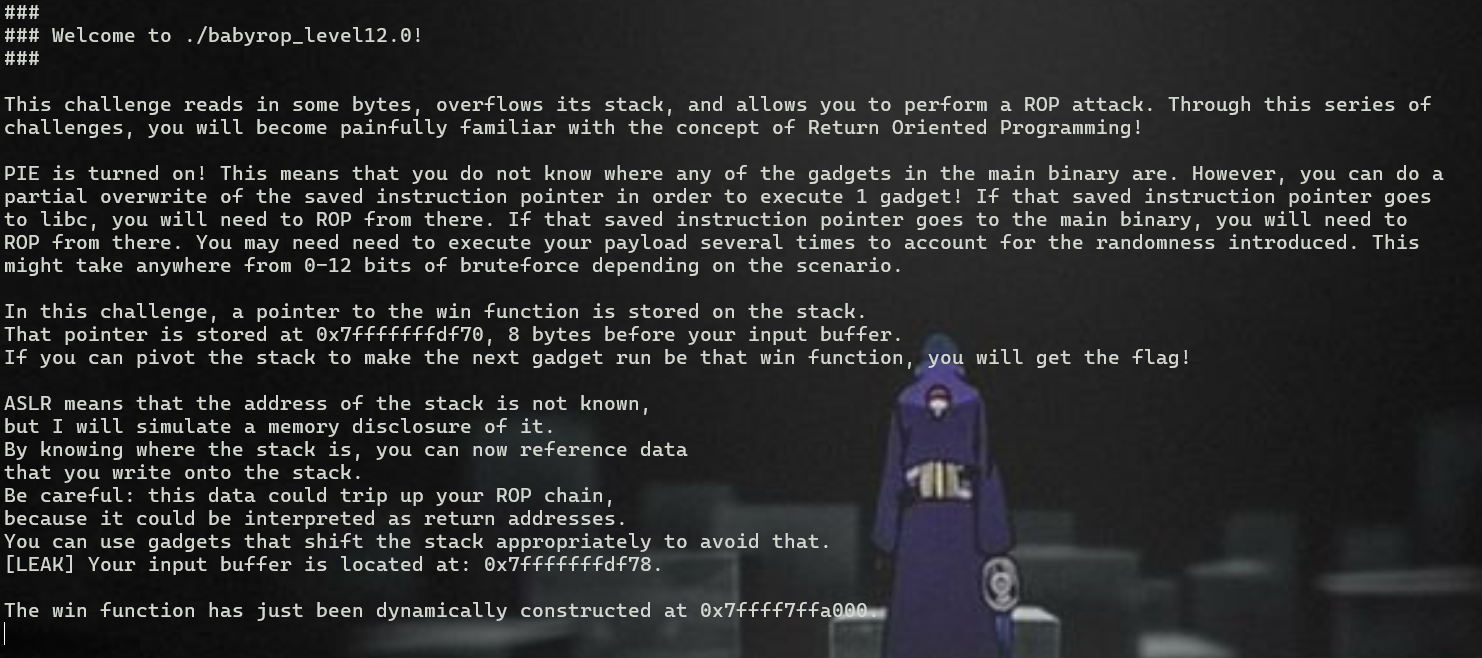 ###
### Welcome to ./babyrop_level12.0!
###
This challenge reads in some bytes, overflows its stack, and allows you to perform a ROP attack. Through this series of
challenges, you will become painfully familiar with the concept of Return Oriented Programming!
PIE is turned on! This means that you do not know where any of the gadgets in the main binary are. However, you can do a
partial overwrite of the saved instruction pointer in order to execute 1 gadget! If that saved instruction pointer goes
to libc, you will need to ROP from there. If that saved instruction pointer goes to the main binary, you will need to
ROP from there. You may need need to execute your payload several times to account for the randomness introduced. This
might take anywhere from 0-12 bits of bruteforce depending on the scenario.
In this challenge, a pointer to the win function is stored on the stack.
That pointer is stored at 0x7fffffffdf70, 8 bytes before your input buffer.
If you can pivot the stack to make the next gadget run be that win function, you will get the flag!
ASLR means that the address of the stack is not known,
but I will simulate a memory disclosure of it.
By knowing where the stack is, you can now reference data
that you write onto the stack.
Be careful: this data could trip up your ROP chain,
because it could be interpreted as return addresses.
You can use gadgets that shift the stack appropriately to avoid that.
[LEAK] Your input buffer is located at: 0x7fffffffdf78.
The win function has just been dynamically constructed at 0x7ffff7ffa000.